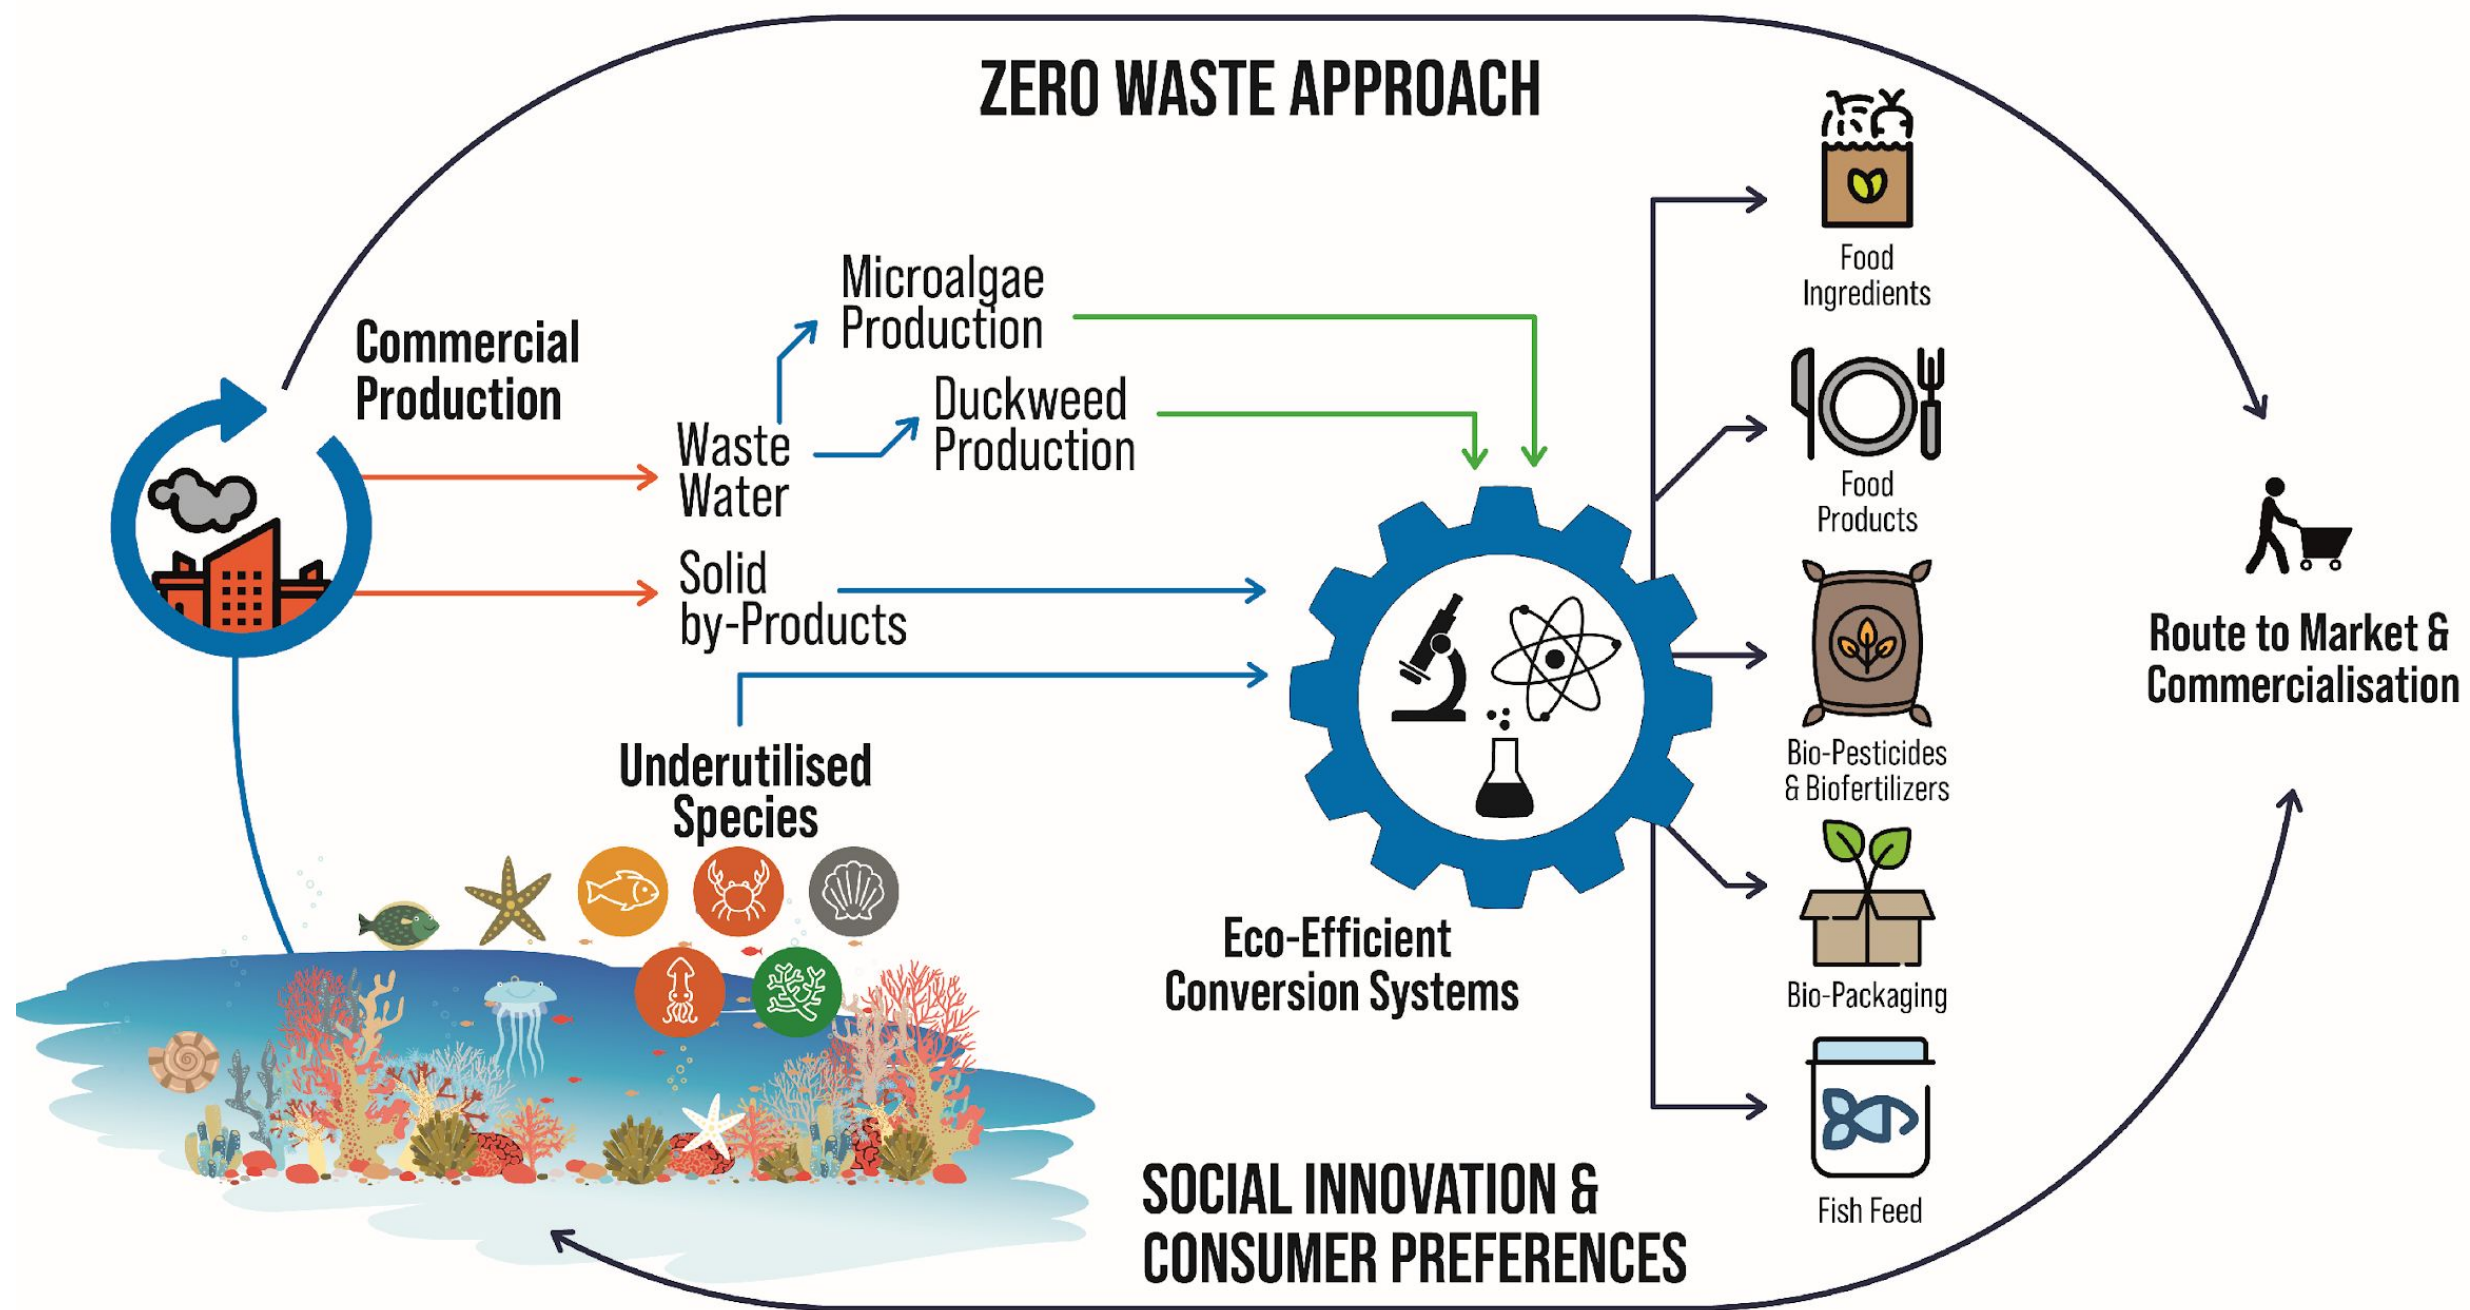 ZERO WASTE APPROACH
Food
Ingredients
Microalgae
Production
Commercial
Production
Duckweed
Production
Waste
Water
Food
Products
Solid
by-Products
Route to Market &
Commercialisation
Underutilised
Species
Bio-Pesticides
& Biofertilizers
Eco-Efficient
Conversion Systems
Bio-Packaging
SOCIAL INNOVATION &
CONSUMER PREFERENCES
Fish Feed